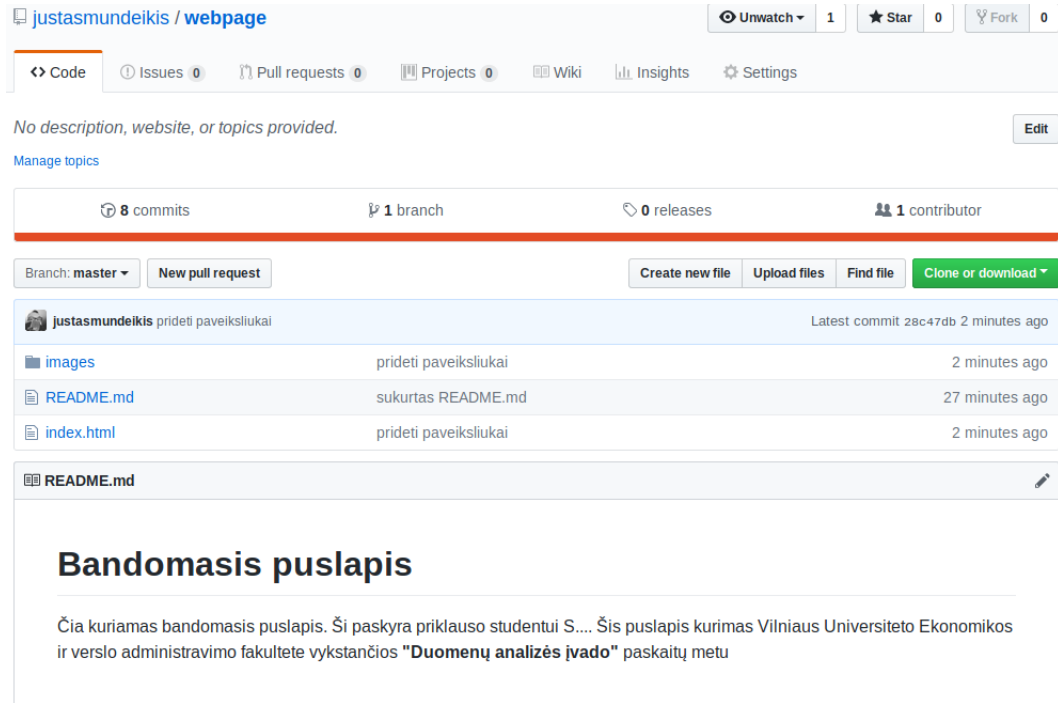 justasmundeikis / webpage Unwatch 1 Star 0 Fork 0
Code Issues 0 Pull requests 0 Projects 0 Wiki Insights Settings
No description, website, or topics provided. Edit
Manage topics
8 commits 1 branch 0 releases 1 contributor
Branch: master New pull request Create new file Upload files Find file Clone or download
justasmundeikis prideti paveiksliukai Latest commit 28c47db 2 minutes ago
images prideti paveiksliukai 2 minutes ago
README.md sukurtas README.md 27 minutes ago
index.html prideti paveiksliukai 2 minutes ago
README.md
Bandomasis puslapis
Čia kuriamas bandomasis puslapis. Ši paskyra priklauso studentui S.... Šis puslapis kurimas Vilniaus Universiteto Ekonomikos
ir verslo administravimo fakultete vykstančios "Duomenų analizės įvado" paskaitų metu